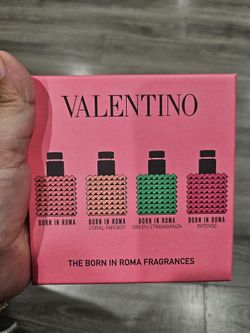 VALENTINO
BORN IN ROMA BORN IN ROMA BORN IN ROMA BORN IN ROMA
CORAL FANTASY GREEN STRAVAGANZA INTENSE
THE BORN IN ROMA FRAGRANCES